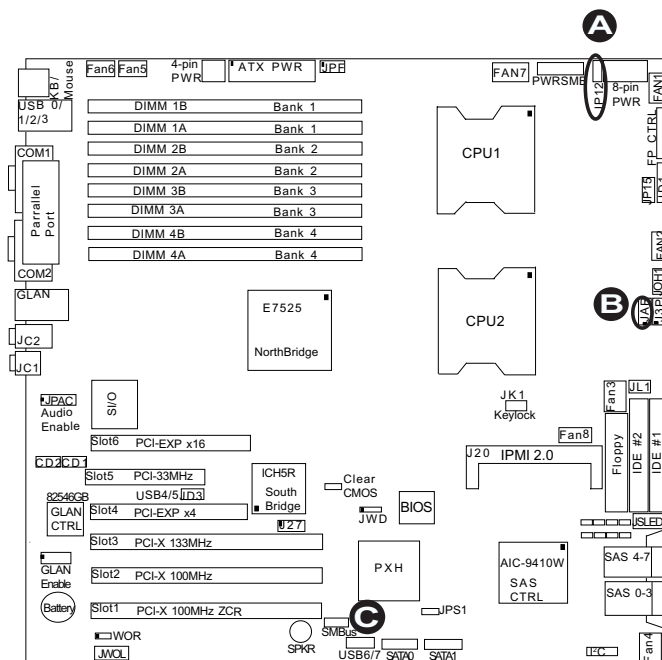 A
Fan6 Fan5 4-pin PWR ATX PWR JPF FAN7 PWRSMB JP12 8-pin PWR FAN1
KB/Mouse
USB 0/1/2/3
DIMM 1B Bank 1
DIMM 1A Bank 1
DIMM 2B Bank 2
DIMM 2A Bank 2
DIMM 3B Bank 3
DIMM 3A Bank 3
DIMM 4B Bank 4
DIMM 4A Bank 4
COM1
Parrallel Port
COM2
CPU1
FP CTRL
JP15
FAN2
JOH1
GLAN
E7525
NorthBridge
CPU2
B
JC2
JC1
JPAC
Audio Enable
SI/O
JK1
Keylock
Fan3
JL1
Fan8
Slot6 PCI-EXP x16
J20 IPMI 2.0
Floppy
IDE #2
IDE #1
CD2 CD1
Slot5 PCI-33MHz
ICH5R
South Bridge
Clear CMOS
82546GB
GLAN CTRL
USB4/5 JD3
Slot4 PCI-EXP x4
JWD
BIOS
J27
JSLED
Slot3 PCI-X 133MHz
PXH
AIC-9410W
SAS CTRL
SAS 4-7
GLAN Enable
Slot2 PCI-X 100MHz
SAS 0-3
Battery
Slot1 PCI-X 100MHz ZCR
C
JPS1
WOR
SPKR
SMBus
JWOL
USB6/7 SATA0 SATA1
I²C
Fan4